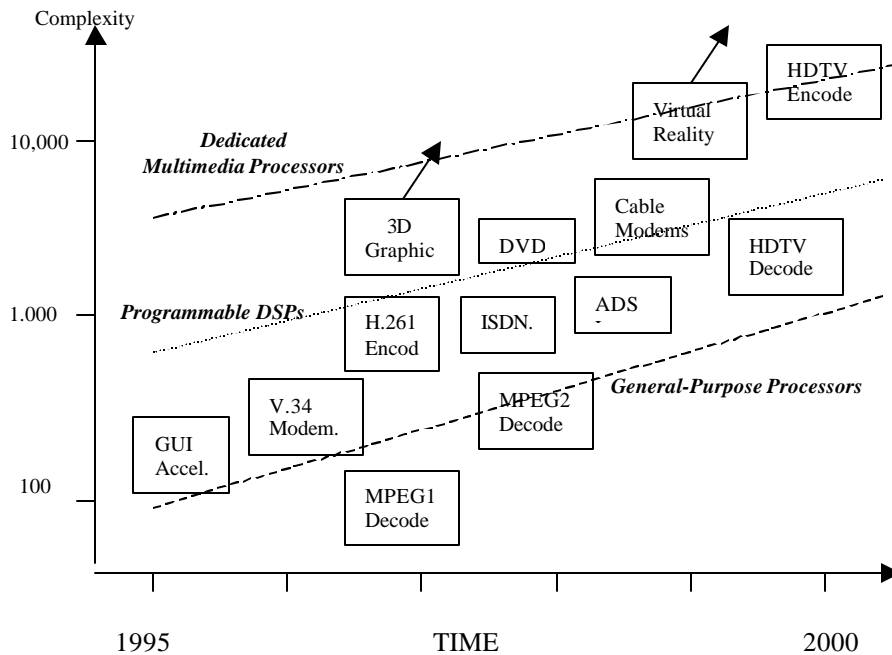 Complexity
HDTV
Encode
Virtual
Reality
10,000
Dedicated
Multimedia Processors
3D
Graphic
DVD
Cable
Modems
HDTV
Decode
1.000
Programmable DSPs
H.261
Encod
ISDN.
ADS
General-Purpose Processors
V.34
Modem.
MPEG2
Decode
GUI
Accel.
100
MPEG1
Decode
1995
TIME
2000